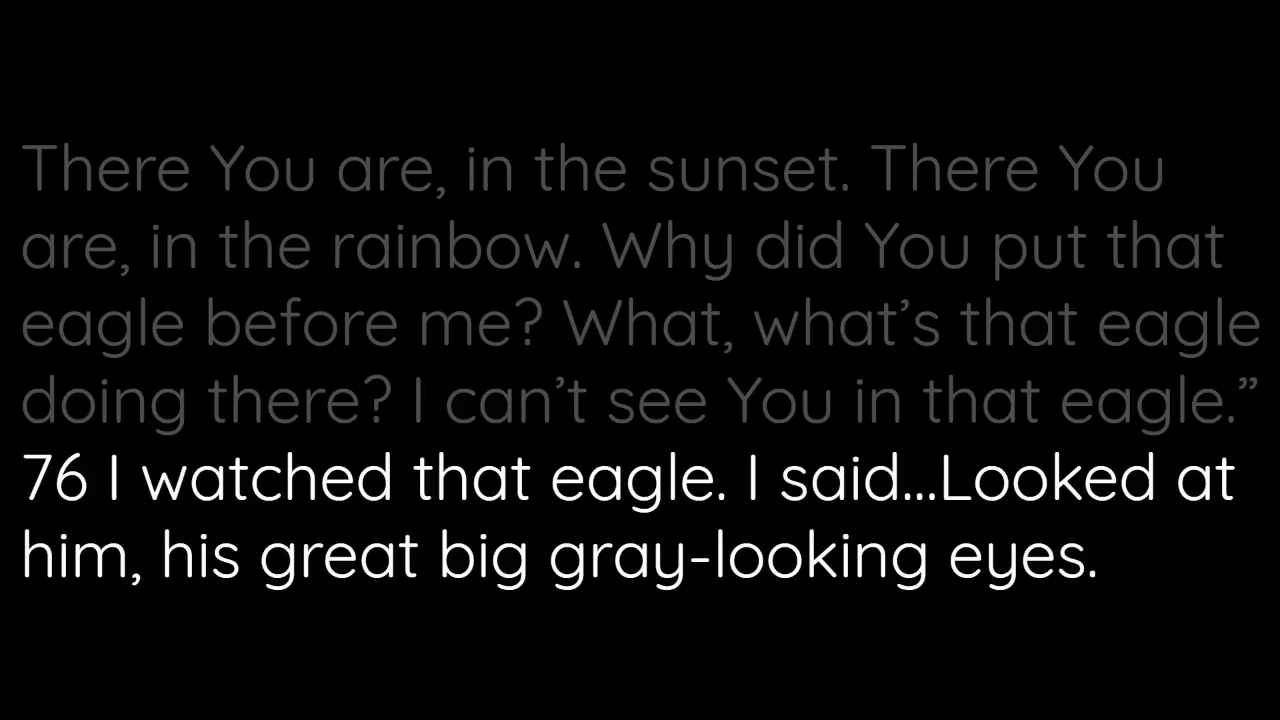 There You are, in the sunset. There You
are, in the rainbow. Why did You put that
eagle before me? What, what’s that eagle
doing there? I can’t see You in that eagle.”
76 I watched that eagle. I said...Looked at
him, his great big gray-looking eyes.